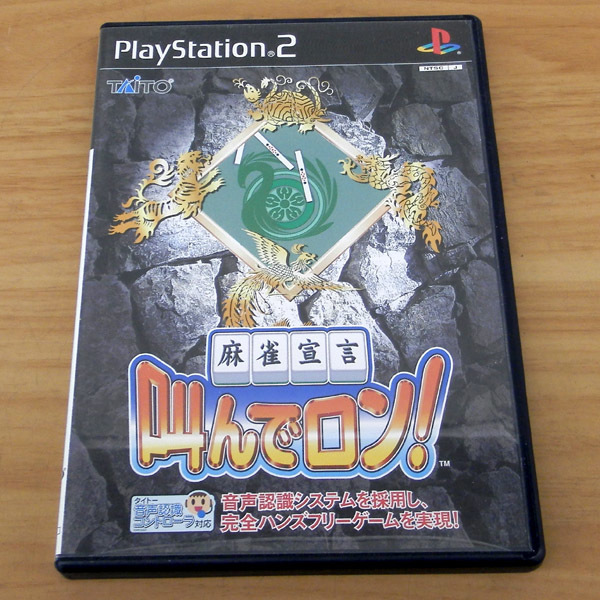 PlayStation®2
NTSC J
TAITO®
麻雀宣言
叫んでロン!™
タイトー
音声認識
コントローラ対応
音声認識システムを採用し、
完全ハンズフリーゲームを実現!